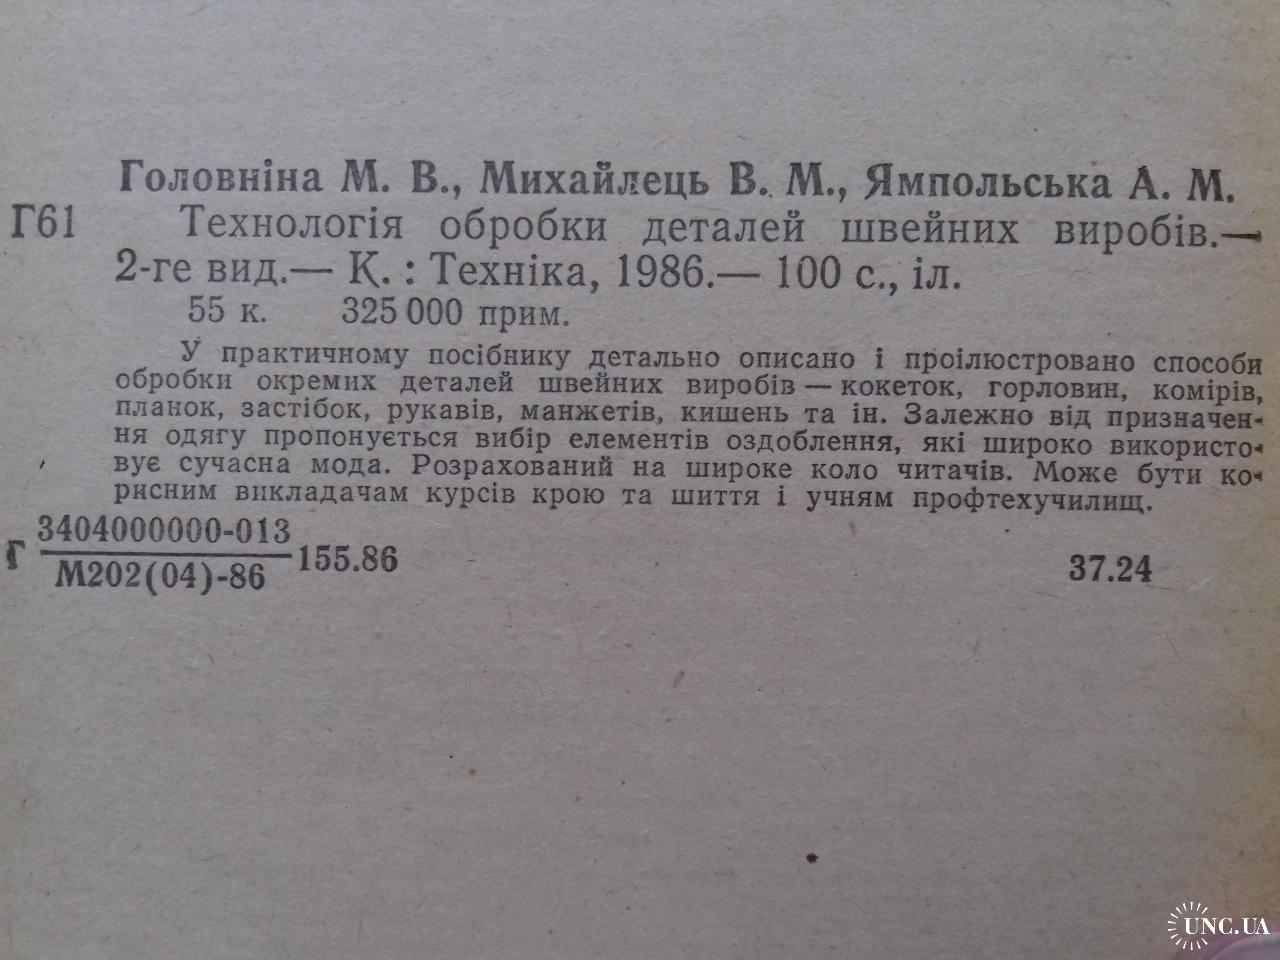 Головніна М. В., Михайлець В. М., Ямпольська А. М.
Г61 Технологія обробки деталей швейних виробів.—
2-ге вид.— К. : Техніка, 1986.— 100 с., іл.
55 к. 325 000 прим.
У практичному посібнику детально описано і проілюстровано способи
обробки окремих деталей швейних виробів — кокеток, горловин, комірів,
планок, застібок, рукавів, манжетів, кишень та ін. Залежно від призначен-
ня одягу пропонується вибір елементів оздоблення, які широко використо-
вує сучасна мода. Розрахований на широке коло читачів. Може бути ко-
рисним викладачам курсів крою та шиття і учням профтехучилищ.
3404000000-013
Г 155.86 37.24
М202(04)-86
UNC.UA